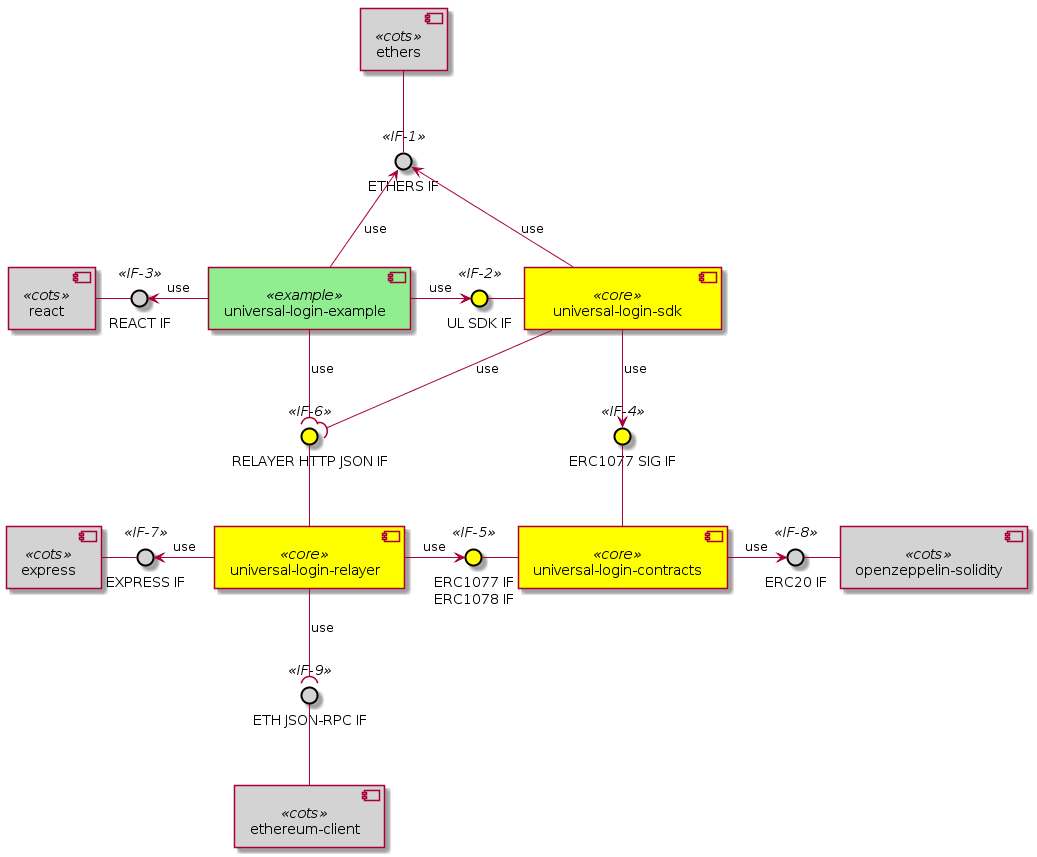 «cots»
ethers
«IF-1»
ETHERS IF
use
use
«cots»
react
«IF-3»
REACT IF
use
«example»
universal-login-example
use
«IF-2»
UL SDK IF
«core»
universal-login-sdk
use
use
use
«IF-6»
RELAYER HTTP JSON IF
«IF-4»
ERC1077 SIG IF
«cots»
express
«IF-7»
EXPRESS IF
use
«core»
universal-login-relayer
use
«IF-5»
ERC1077 IF
ERC1078 IF
«core»
universal-login-contracts
use
«IF-8»
ERC20 IF
«cots»
openzeppelin-solidity
use
«IF-9»
ETH JSON-RPC IF
«cots»
ethereum-client